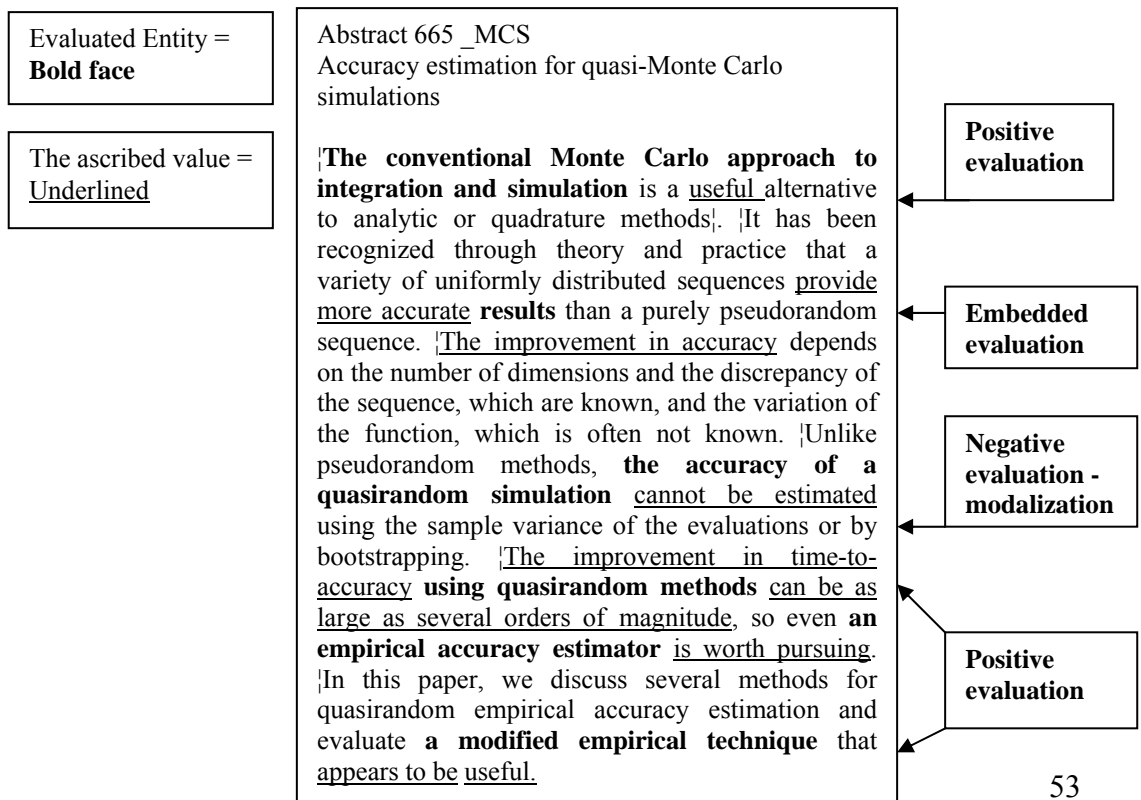 Evaluated Entity =
Bold face
The ascribed value =
Underlined
Abstract 665 _MCS
Accuracy estimation for quasi-Monte Carlo
simulations
¦The conventional Monte Carlo approach to
integration and simulation is a useful alternative
to analytic or quadrature methods¦. ¦It has been
recognized through theory and practice that a
variety of uniformly distributed sequences provide
more accurate results than a purely pseudorandom
sequence. ¦The improvement in accuracy depends
on the number of dimensions and the discrepancy of
the sequence, which are known, and the variation of
the function, which is often not known. ¦Unlike
pseudorandom methods, the accuracy of a
quasirandom simulation cannot be estimated
using the sample variance of the evaluations or by
bootstrapping. ¦The improvement in time-to-
accuracy using quasirandom methods can be as
large as several orders of magnitude, so even an
empirical accuracy estimator is worth pursuing.
¦In this paper, we discuss several methods for
quasirandom empirical accuracy estimation and
evaluate a modified empirical technique that
appears to be useful.
Positive
evaluation
Embedded
evaluation
Negative
evaluation -
modalization
Positive
evaluation
53